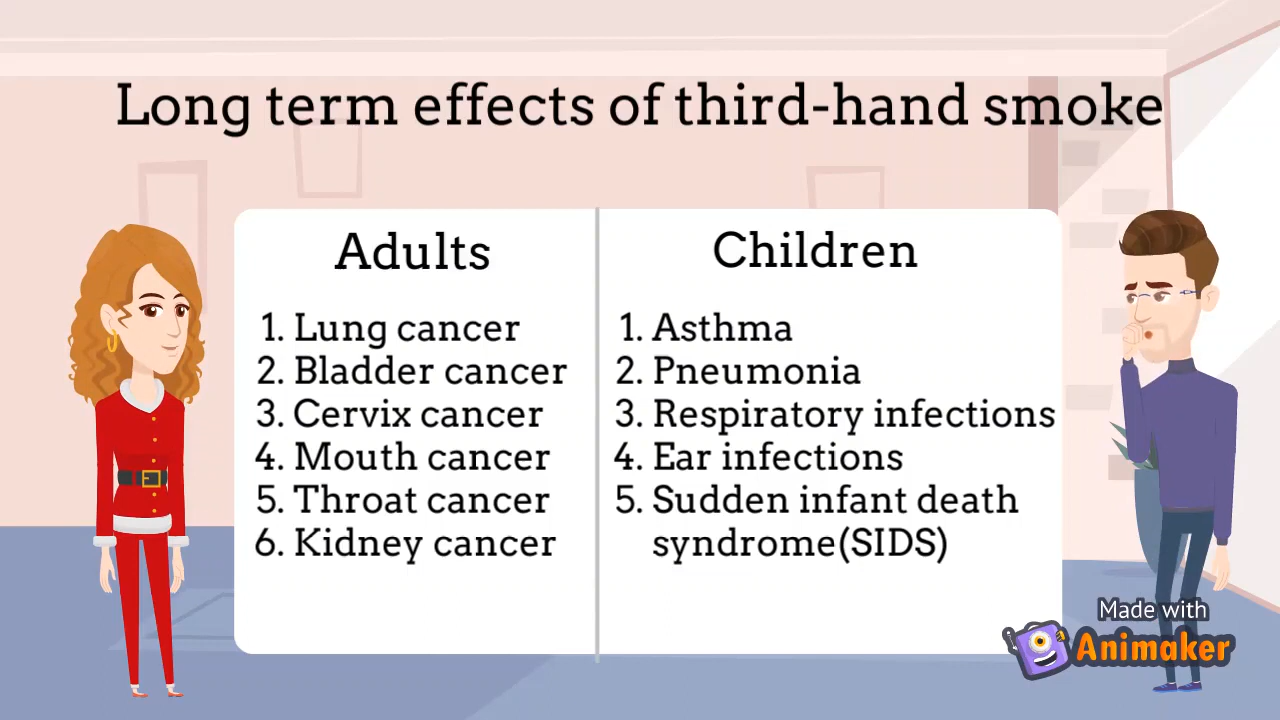 Long term effects of third-hand smoke
Adults
1. Lung cancer
2. Bladder cancer
3. Cervix cancer
4. Mouth cancer
5. Throat cancer
6. Kidney cancer
Children
1. Asthma
2. Pneumonia
3. Respiratory infections
4. Ear infections
5. Sudden infant death
syndrome(SIDS)
Made with
Animaker